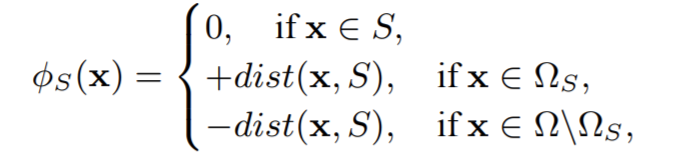 0, if x ∈ S,
ϕ_S(x) = { +dist(x, S), if x ∈ Ω_S,
−dist(x, S), if x ∈ Ω\Ω_S,